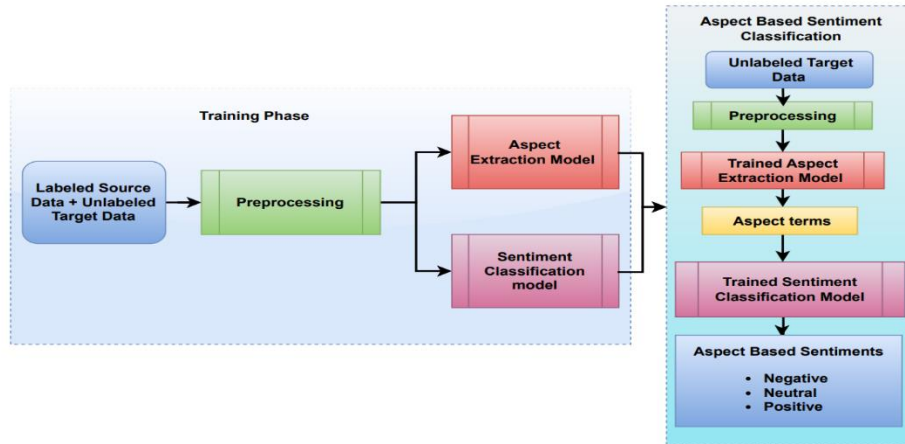 Training Phase
Labeled Source
Data + Unlabeled
Target Data
Preprocessing
Aspect
Extraction Model
Sentiment
Classification
model
Aspect Based Sentiment
Classification
Unlabeled Target
Data
Preprocessing
Trained Aspect
Extraction Model
Aspect terms
Trained Sentiment
Classification Model
Aspect Based Sentiments
• Negative
• Neutral
• Positive